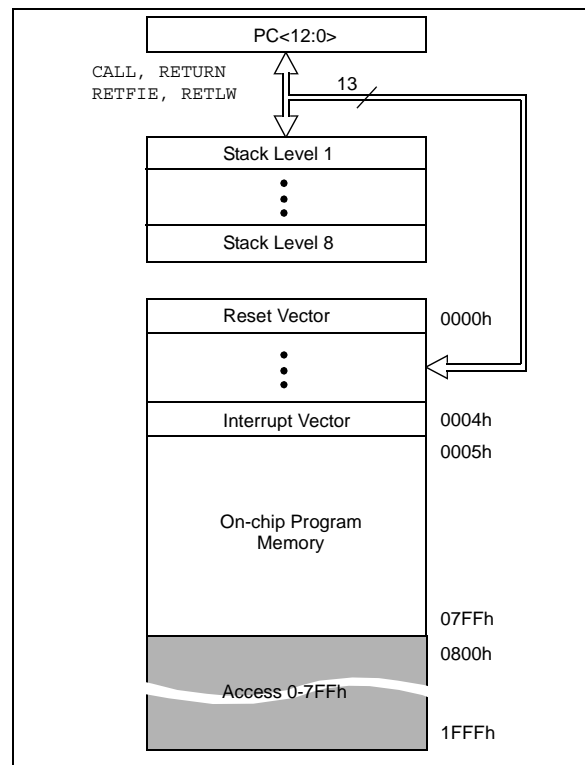 PC<12:0>
CALL, RETURN
RETFIE, RETLW
13
Stack Level 1
Stack Level 8
Reset Vector
0000h
Interrupt Vector
0004h
0005h
On-chip Program
Memory
07FFh
0800h
Access 0-7FFh
1FFFh